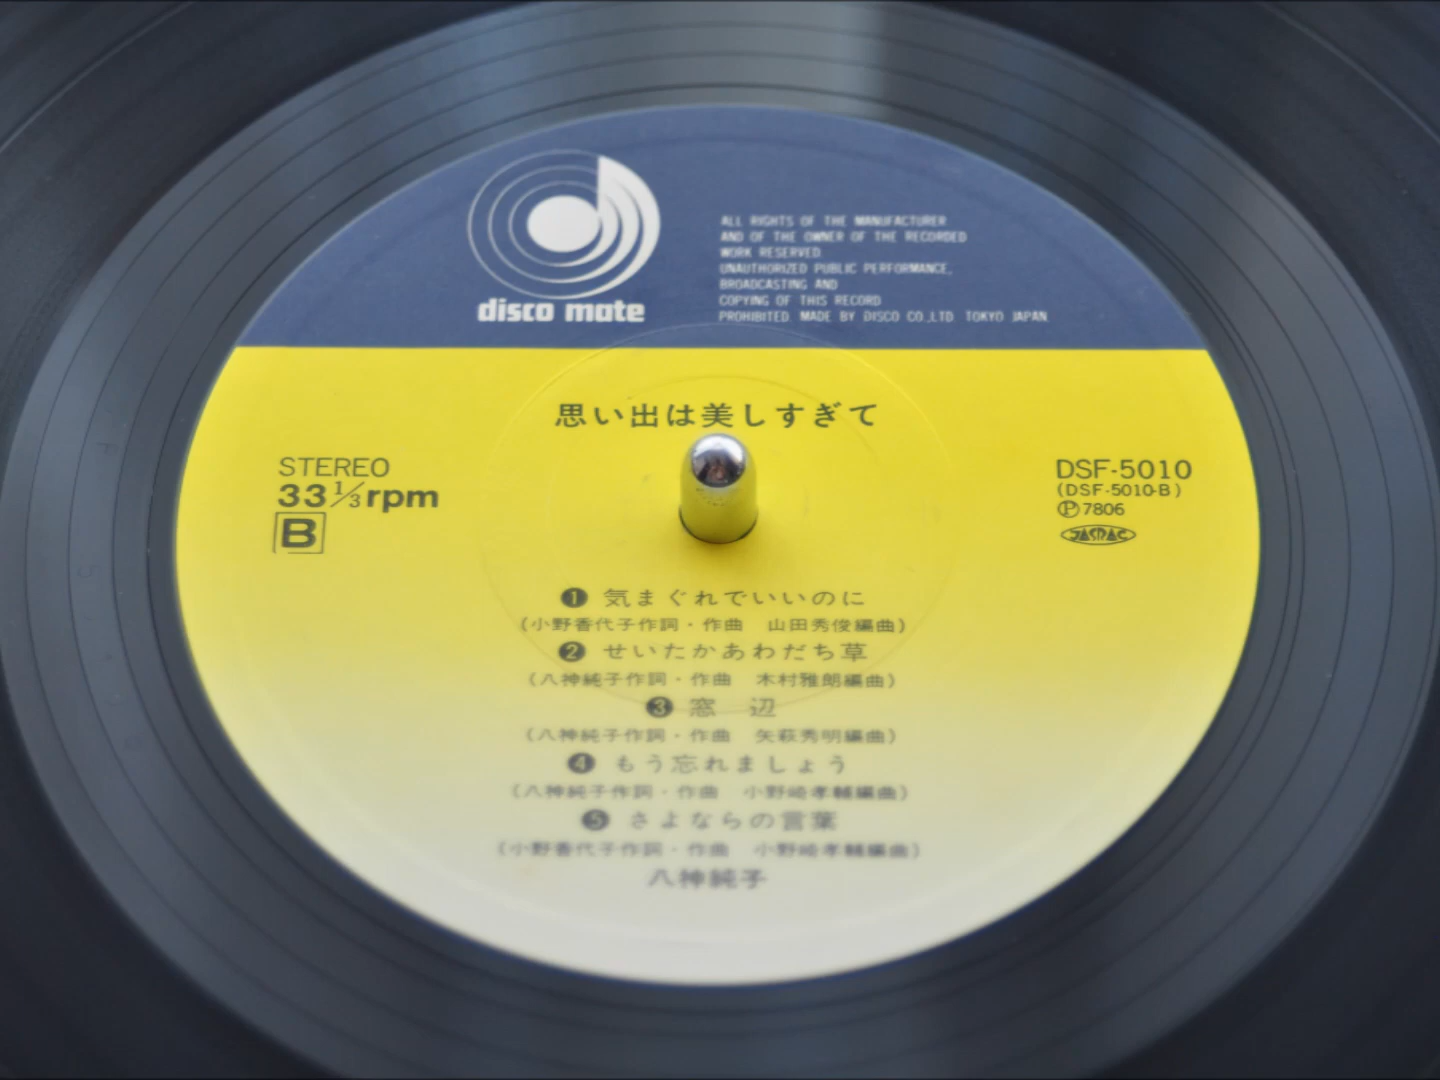 disco mate
ALL RIGHTS OF THE MANUFACTURER
AND OF THE OWNER OF THE RECORDED
WORK RESERVED
UNAUTHORIZED PUBLIC PERFORMANCE,
BROADCASTING AND
COPYING OF THIS RECORD
PROHIBITED. MADE BY DISCO CO.,LTD. TOKYO JAPAN.
思い出は美しすぎて
STEREO
33 1/3 rpm
B
DSF-5010
(DSF-5010-B)
Ⓟ7806
JASRAC
❶ 気まぐれでいいのに
(小野香代子作詞・作曲 山田秀俊編曲)
❷ せいたかあわだち草
(八神純子作詞・作曲 木村雅朗編曲)
❸ 窓 辺
(八神純子作詞・作曲 矢萩秀明編曲)
❹ もう忘れましょう
(八神純子作詞・作曲 小野崎孝輔編曲)
❺ さよならの言葉
(小野香代子作詞・作曲 小野崎孝輔編曲)
八神純子